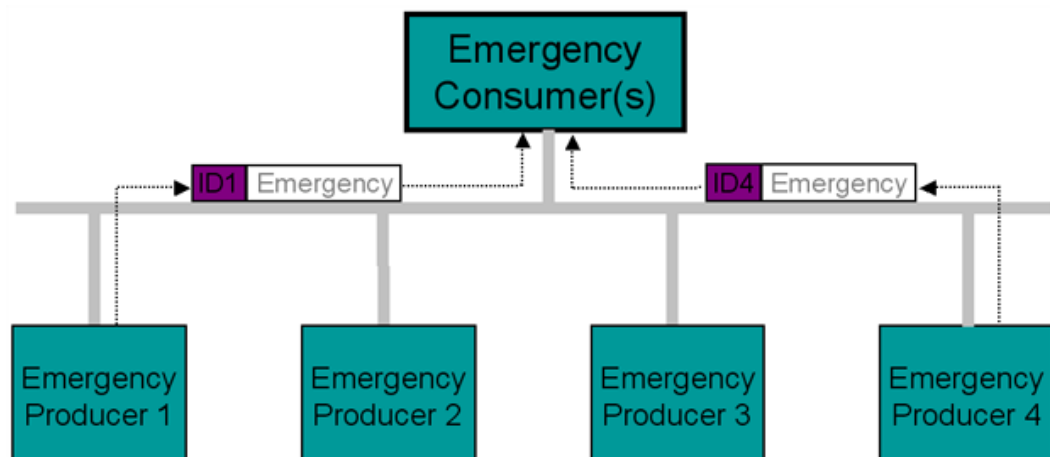 Emergency
Consumer(s)
ID1 Emergency
ID4 Emergency
Emergency
Producer 1
Emergency
Producer 2
Emergency
Producer 3
Emergency
Producer 4